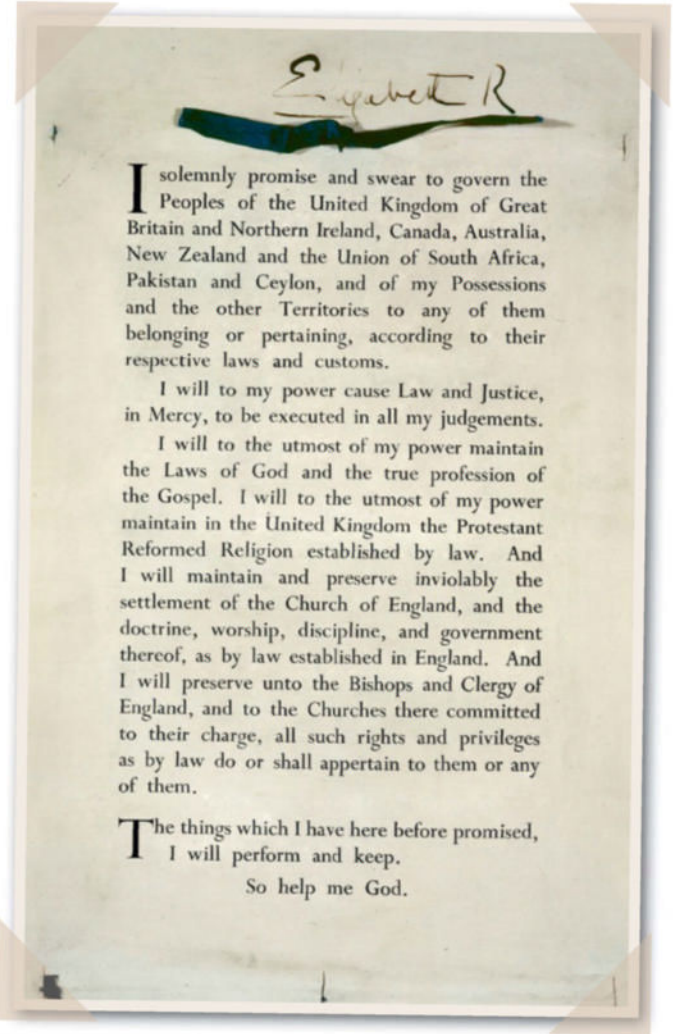 Elizabeth R
I solemnly promise and swear to govern the
Peoples of the United Kingdom of Great
Britain and Northern Ireland, Canada, Australia,
New Zealand and the Union of South Africa,
Pakistan and Ceylon, and of my Possessions
and the other Territories to any of them
belonging or pertaining, according to their
respective laws and customs.
I will to my power cause Law and Justice,
in Mercy, to be executed in all my judgements.
I will to the utmost of my power maintain
the Laws of God and the true profession of
the Gospel. I will to the utmost of my power
maintain in the United Kingdom the Protestant
Reformed Religion established by law. And
I will maintain and preserve inviolably the
settlement of the Church of England, and the
doctrine, worship, discipline, and government
thereof, as by law established in England. And
I will preserve unto the Bishops and Clergy of
England, and to the Churches there committed
to their charge, all such rights and privileges
as by law do or shall appertain to them or any
of them.
The things which I have here before promised,
I will perform and keep.
So help me God.